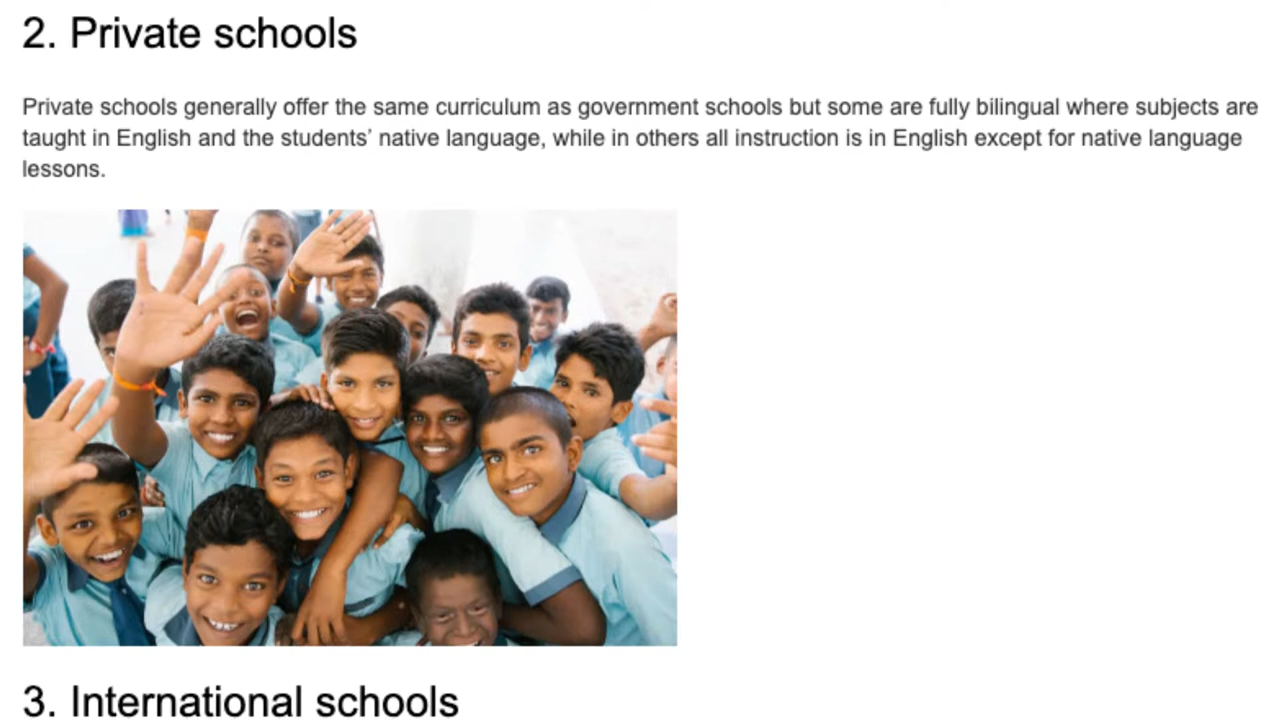 2. Private schools
Private schools generally offer the same curriculum as government schools but some are fully bilingual where subjects are
taught in English and the students’ native language, while in others all instruction is in English except for native language
lessons.
3. International schools